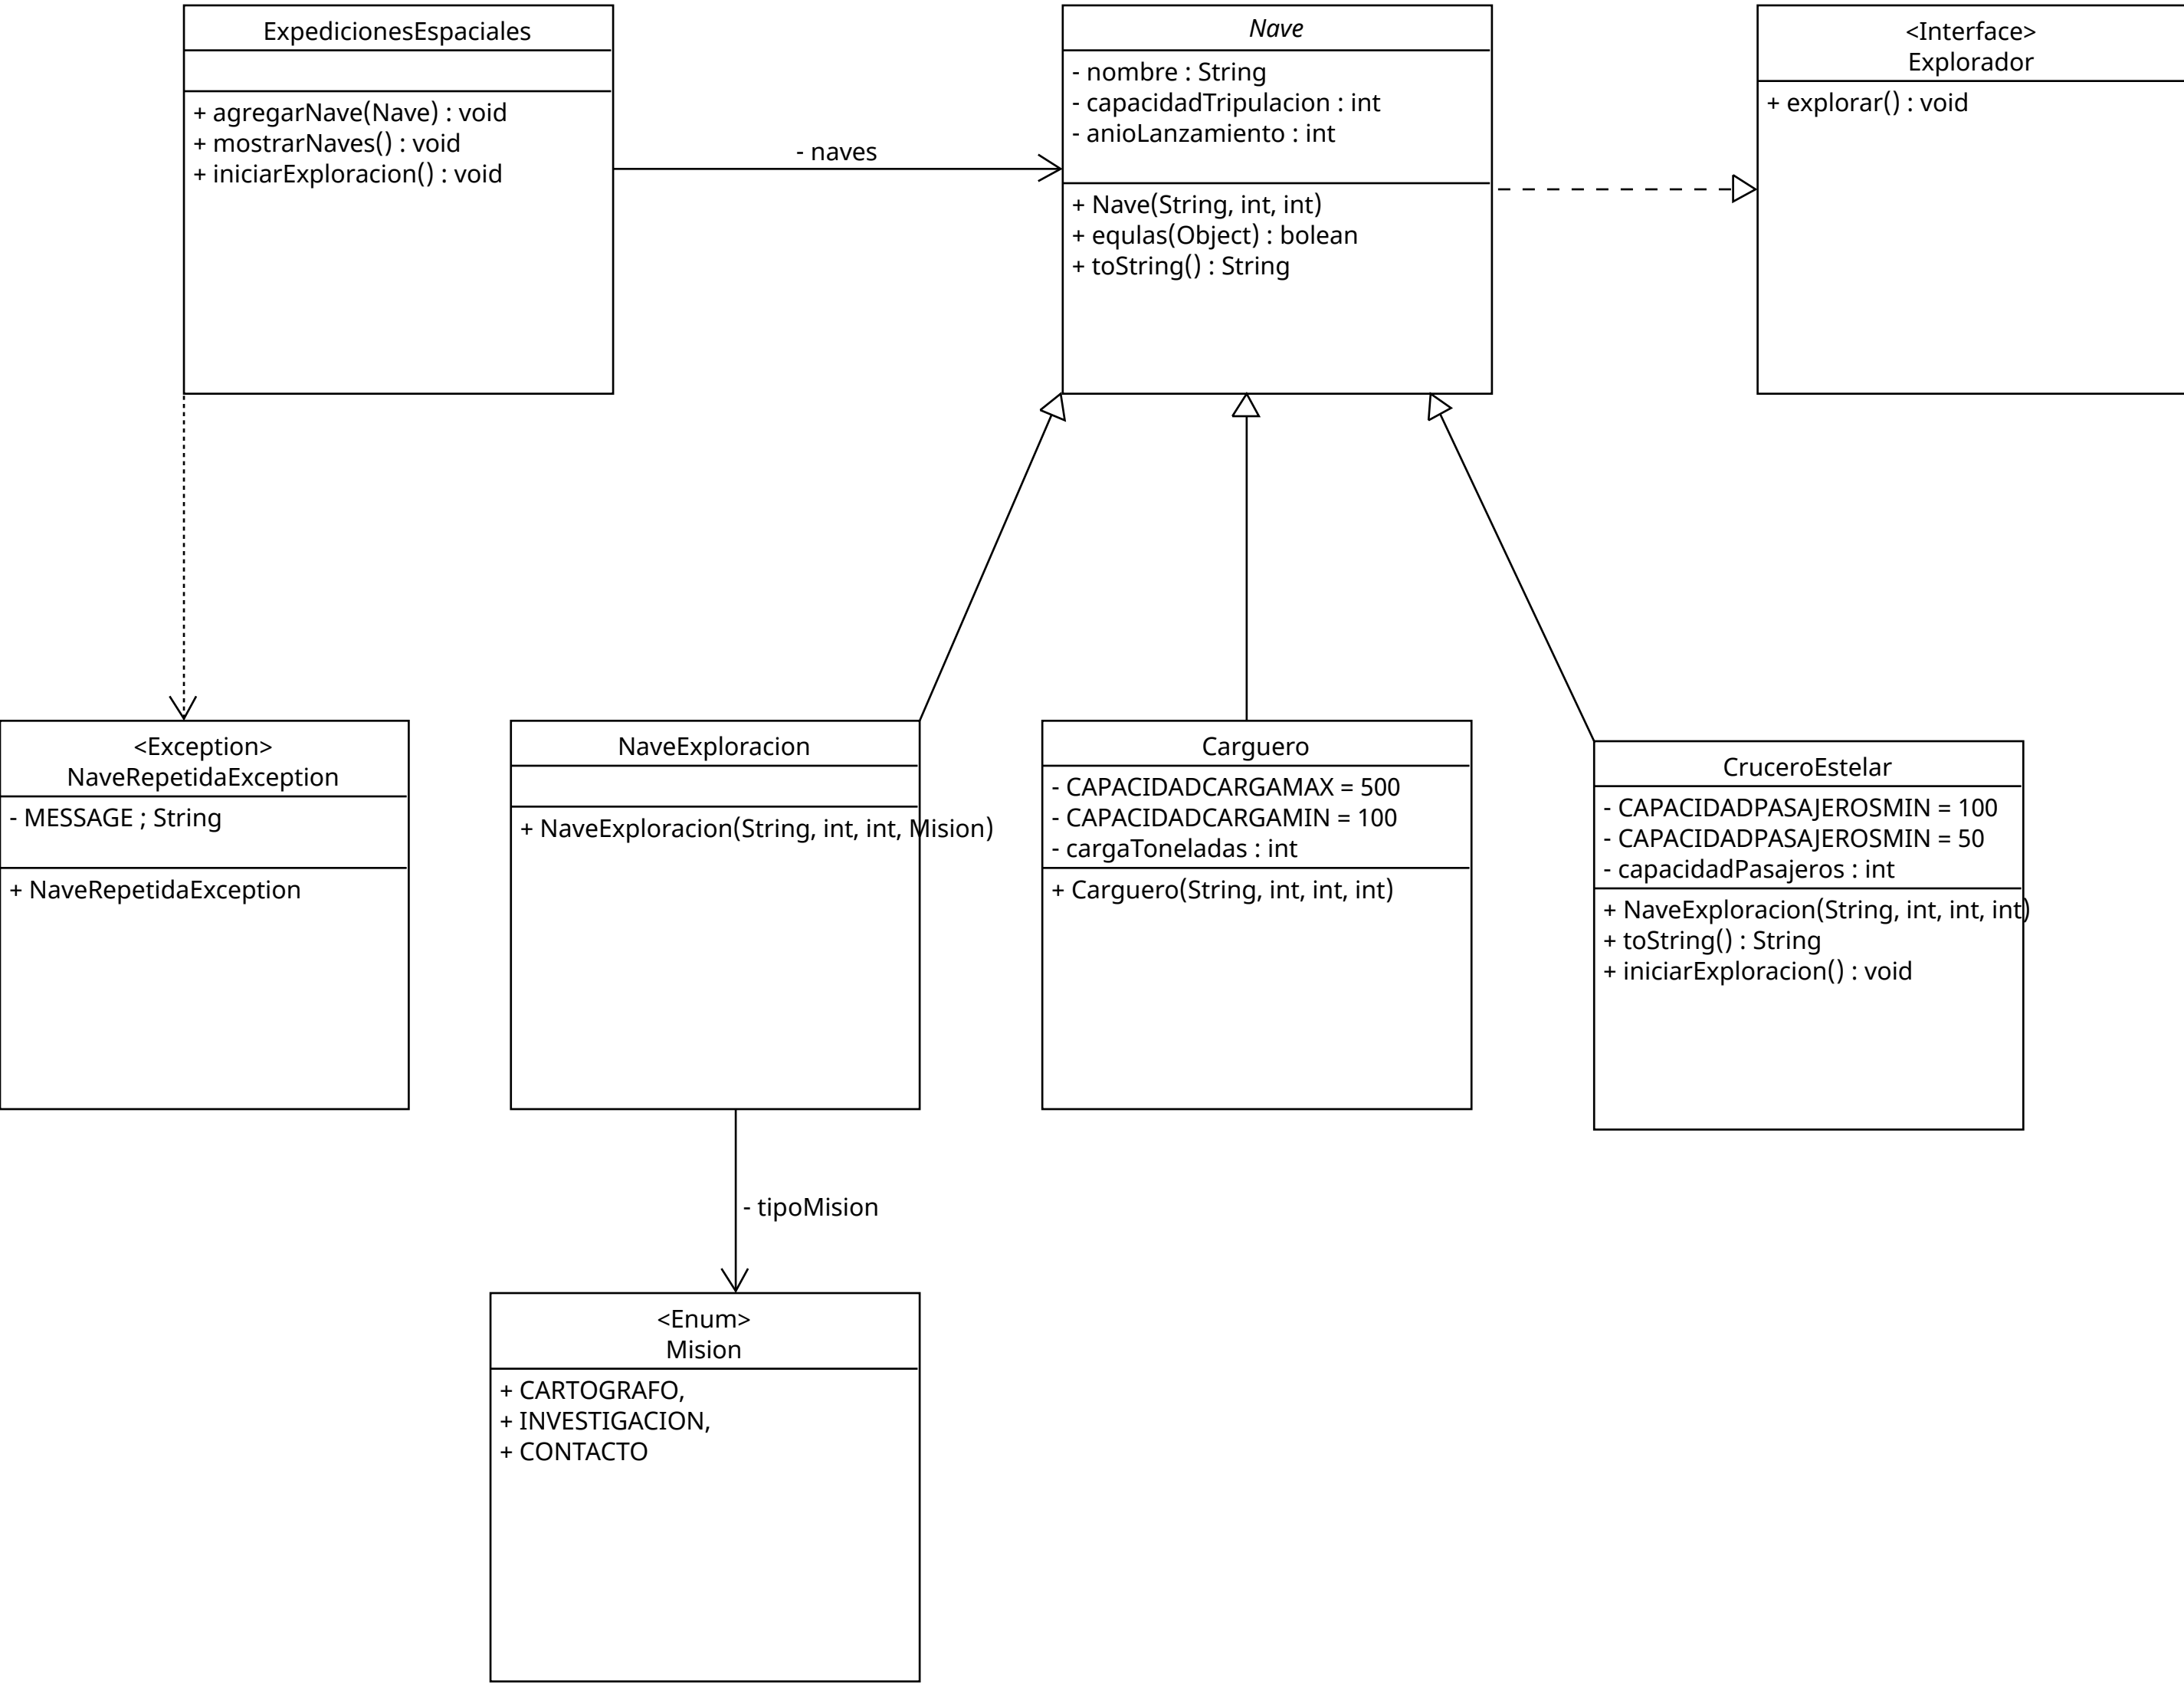 ExpedicionesEspaciales
+ agregarNave(Nave) : void
+ mostrarNaves() : void
+ iniciarExploracion() : void
- naves
Nave
- nombre : String
- capacidadTripulacion : int
- anioLanzamiento : int
+ Nave(String, int, int)
+ equlas(Object) : bolean
+ toString() : String
<Interface>
Explorador
+ explorar() : void
<Exception>
NaveRepetidaException
- MESSAGE ; String
+ NaveRepetidaException
NaveExploracion
+ NaveExploracion(String, int, int, Mision)
Carguero
- CAPACIDADCARGAMAX = 500
- CAPACIDADCARGAMIN = 100
- cargaToneladas : int
+ Carguero(String, int, int, int)
CruceroEstelar
- CAPACIDADPASAJEROSMIN = 100
- CAPACIDADPASAJEROSMIN = 50
- capacidadPasajeros : int
+ NaveExploracion(String, int, int, int)
+ toString() : String
+ iniciarExploracion() : void
- tipoMision
<Enum>
Mision
+ CARTOGRAFO,
+ INVESTIGACION,
+ CONTACTO